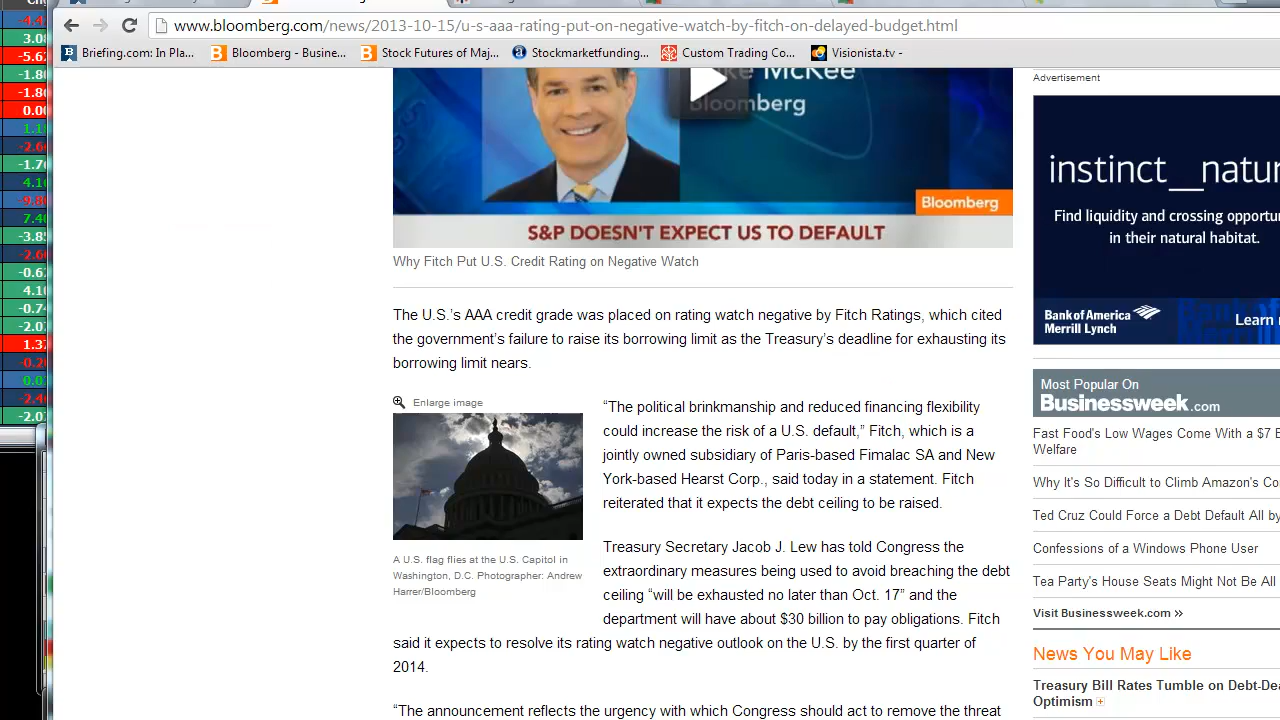 www.bloomberg.com/news/2013-10-15/u-s-aaa-rating-put-on-negative-watch-by-fitch-on-delayed-budget.html
Briefing.com: In Pla... Bloomberg - Busine... Stock Futures of Maj... Stockmarketfunding... Custom Trading Co... Visionista.tv -
McKee
Bloomberg
Bloomberg
S&P DOESN'T EXPECT US TO DEFAULT
Why Fitch Put U.S. Credit Rating on Negative Watch
The U.S.'s AAA credit grade was placed on rating watch negative by Fitch Ratings, which cited
the government's failure to raise its borrowing limit as the Treasury's deadline for exhausting its
borrowing limit nears.
Enlarge image
A U.S. flag flies at the U.S. Capitol in
Washington, D.C. Photographer: Andrew
Harrer/Bloomberg
“The political brinkmanship and reduced financing flexibility
could increase the risk of a U.S. default,” Fitch, which is a
jointly owned subsidiary of Paris-based Fimalac SA and New
York-based Hearst Corp., said today in a statement. Fitch
reiterated that it expects the debt ceiling to be raised.
Treasury Secretary Jacob J. Lew has told Congress the
extraordinary measures being used to avoid breaching the debt
ceiling “will be exhausted no later than Oct. 17” and the
department will have about $30 billion to pay obligations. Fitch
said it expects to resolve its rating watch negative outlook on the U.S. by the first quarter of
2014.
“The announcement reflects the urgency with which Congress should act to remove the threat
Advertisement
instinct__natur
Find liquidity and crossing opportu
in their natural habitat.
Bank of America
Merrill Lynch
Learn
Most Popular On
Businessweek.com
Fast Food's Low Wages Come With a $7 B
Welfare
Why It's So Difficult to Climb Amazon's Co
Ted Cruz Could Force a Debt Default All by
Confessions of a Windows Phone User
Tea Party's House Seats Might Not Be All
Visit Businessweek.com »
News You May Like
Treasury Bill Rates Tumble on Debt-Dea
Optimism